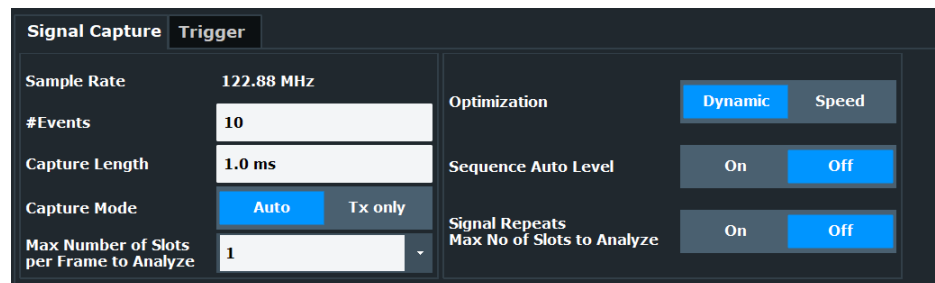 Signal Capture Trigger
Sample Rate 122.88 MHz
#Events 10
Capture Length 1.0 ms
Capture Mode Auto Tx only
Max Number of Slots
per Frame to Analyze 1
Optimization Dynamic Speed
Sequence Auto Level On Off
Signal Repeats
Max No of Slots to Analyze On Off